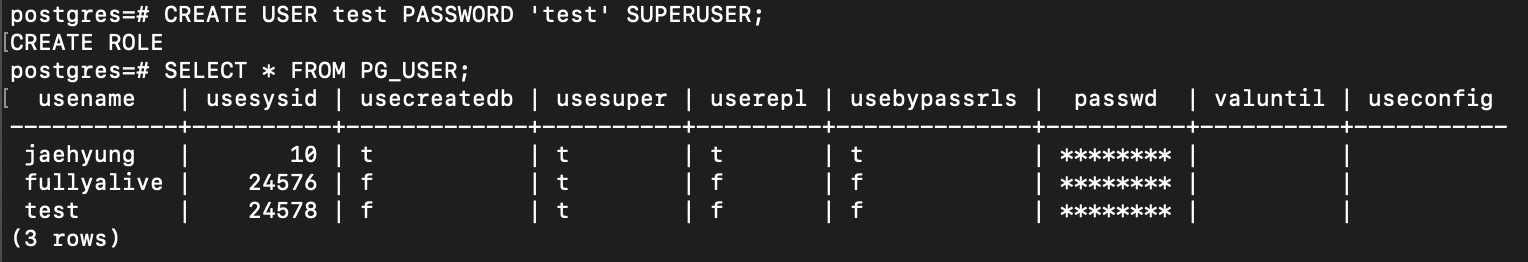 postgres=# CREATE USER test PASSWORD 'test' SUPERUSER;
[CREATE ROLE
postgres=# SELECT * FROM PG_USER;
[  usename   | usesysid | usecreatedb | usesuper | userepl | usebypassrls |  passwd  | valuntil | useconfig
------------+----------+-------------+----------+---------+--------------+----------+----------+-----------
 jaehyung   |       10 | t           | t        | t       | t            | ******** |          |
 fullyalive |    24576 | f           | t        | f       | f            | ******** |          |
 test       |    24578 | f           | t        | f       | f            | ******** |          |
(3 rows)